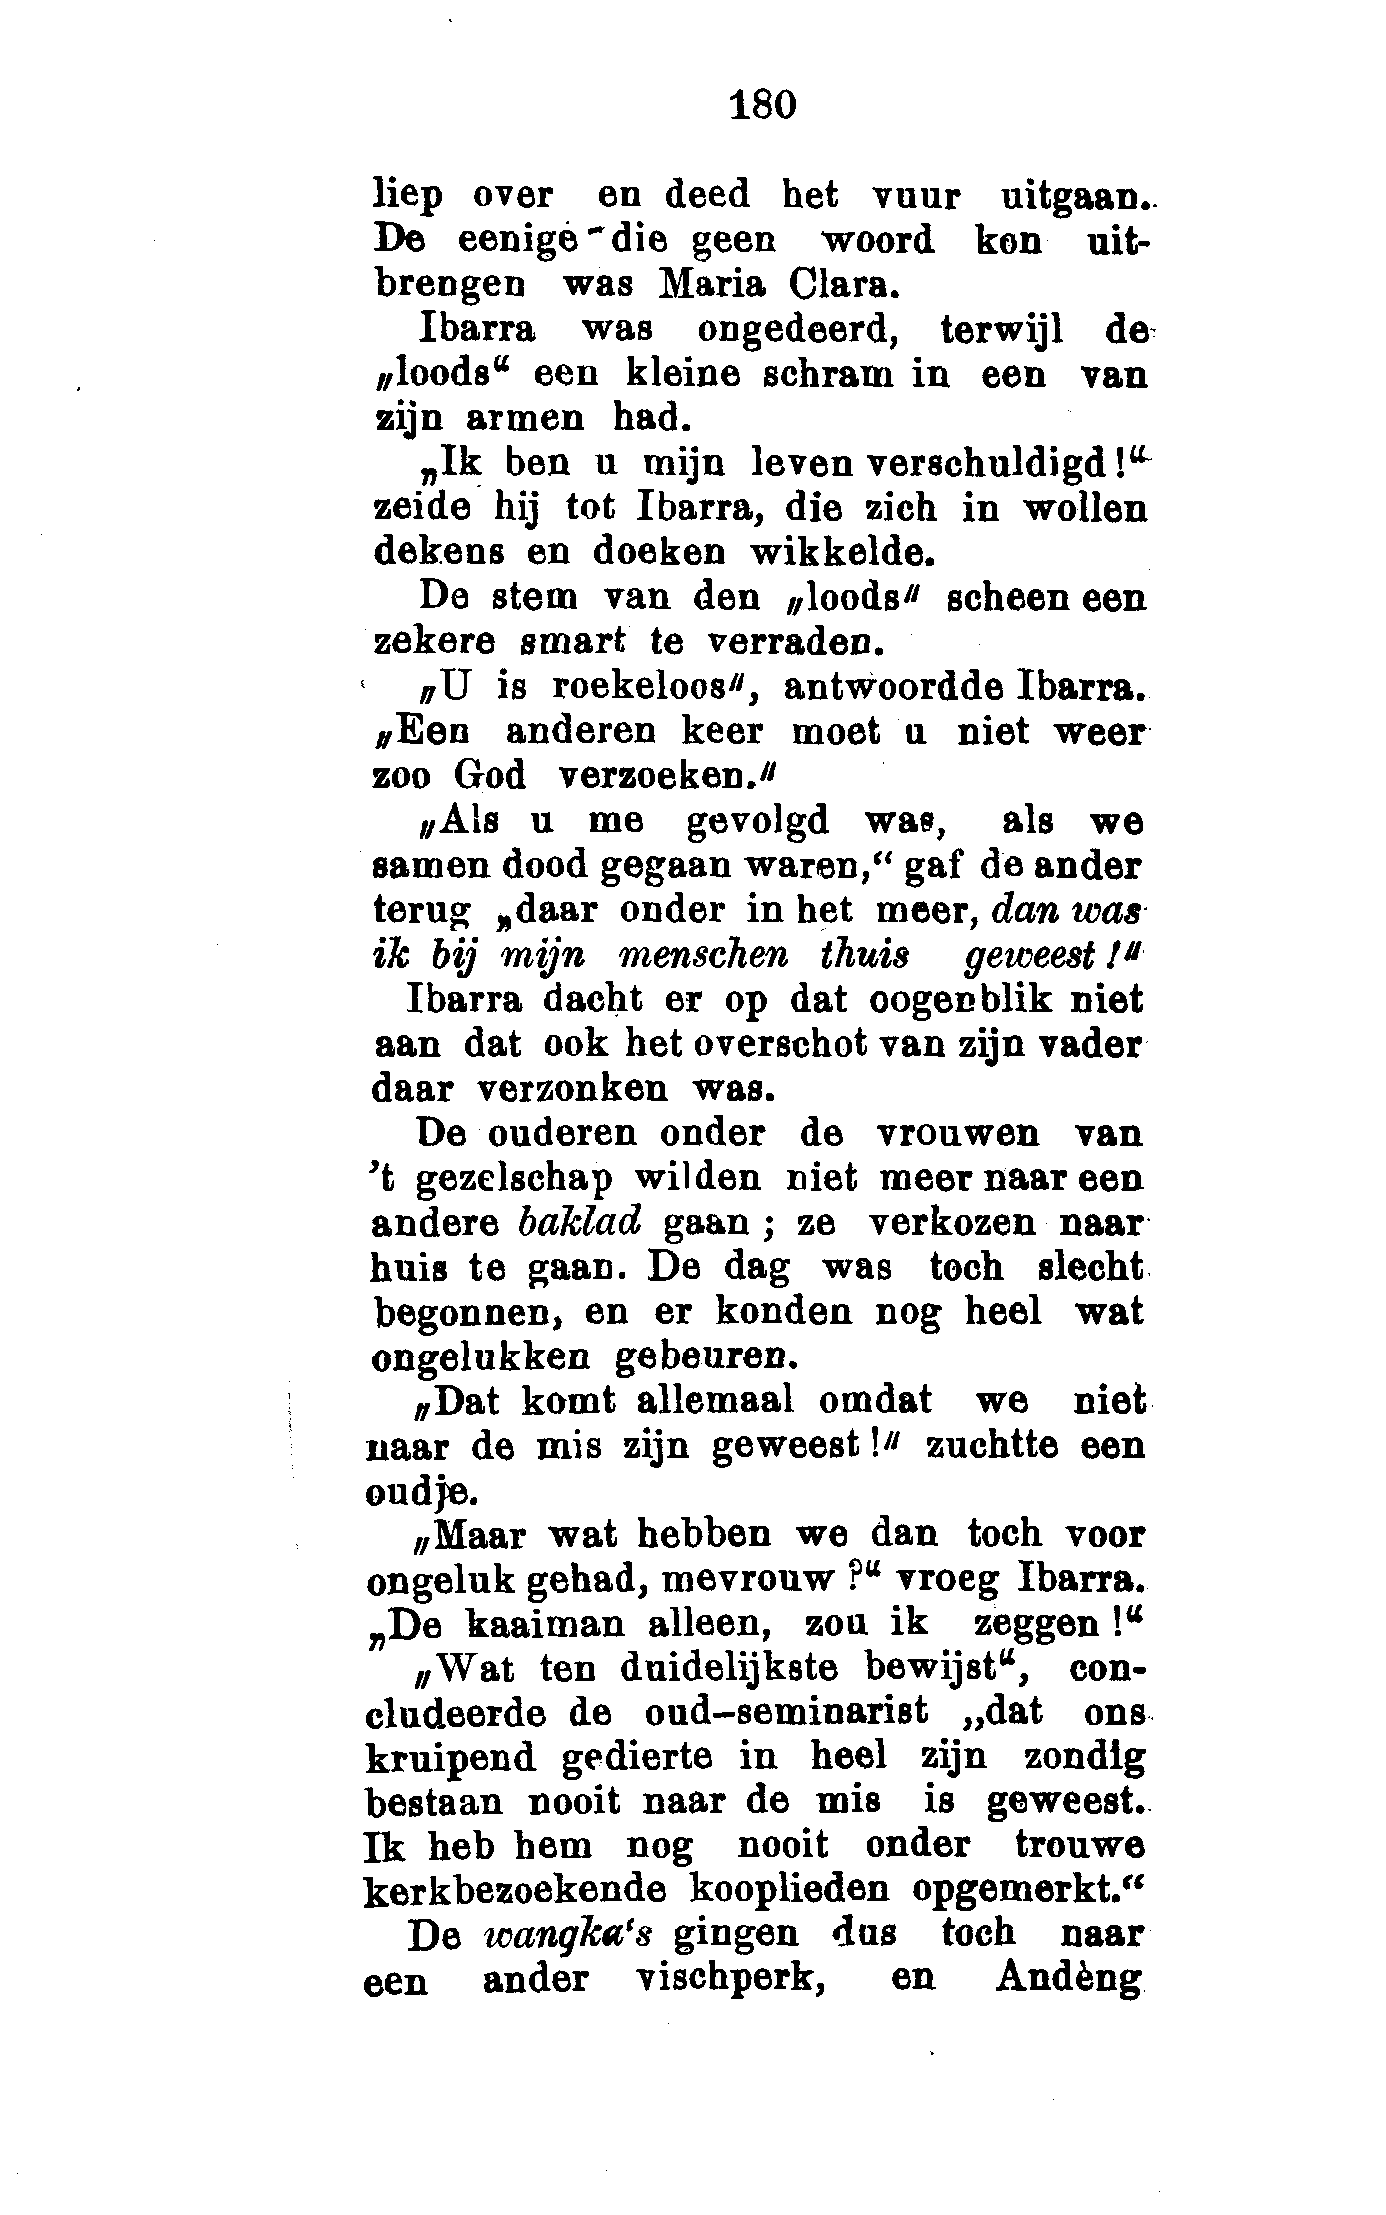 180
liep over en deed het vuur uitgaan.
De eenige die geen woord kon uit-
brengen was Maria Clara.
Ibarra was ongedeerd, terwijl de
„loods“ een kleine schram in een van
zijn armen had.
„Ik ben u mijn leven verschuldigd!“
zeide hij tot Ibarra, die zich in wollen
dekens en doeken wikkelde.
De stem van den „loods“ scheen een
zekere smart te verraden.
„U is roekeloos“, antwoordde Ibarra.
„Een anderen keer moet u niet weer
zoo God verzoeken.“
„Als u me gevolgd was, als we
samen dood gegaan waren,“ gaf de ander
terug „daar onder in het meer, dan was
ik bij mijn menschen thuis geweest!“
Ibarra dacht er op dat oogenblik niet
aan dat ook het overschot van zijn vader
daar verzonken was.
De ouderen onder de vrouwen van
’t gezelschap wilden niet meer naar een
andere baklad gaan ; ze verkozen naar
huis te gaan. De dag was toch slecht
begonnen, en er konden nog heel wat
ongelukken gebeuren.
„Dat komt allemaal omdat we niet
naar de mis zijn geweest!“ zuchtte een
oudje.
„Maar wat hebben we dan toch voor
ongeluk gehad, mevrouw ?“ vroeg Ibarra.
„De kaaiman alleen, zou ik zeggen !“
„Wat ten duidelijkste bewijst“, con-
cludeerde de oud-seminarist „dat ons
kruipend gedierte in heel zijn zondig
bestaan nooit naar de mis is geweest.
Ik heb hem nog nooit onder trouwe
kerkbezoekende kooplieden opgemerkt.“
De wangka‘s gingen dus toch naar
een ander vischperk, en Andèng